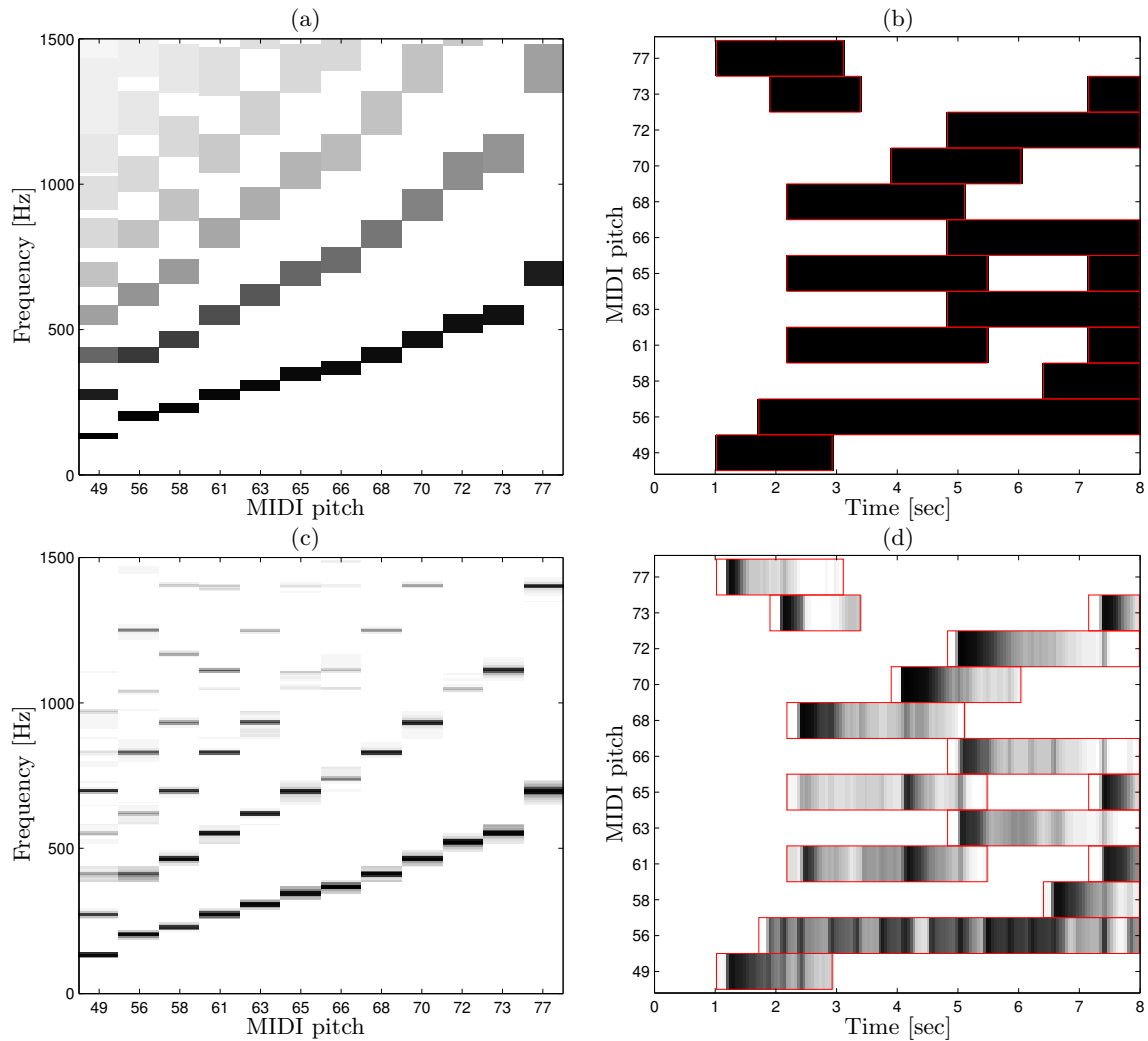 (a)
1500
1000
500
0
Frequency [Hz]
49 56 58 61 63 65 66 68 70 72 73 77
MIDI pitch
(b)
77
73
72
70
68
66
65
63
61
58
56
49
MIDI pitch
0 1 2 3 4 5 6 7 8
Time [sec]
(c)
1500
1000
500
0
Frequency [Hz]
49 56 58 61 63 65 66 68 70 72 73 77
MIDI pitch
(d)
77
73
72
70
68
66
65
63
61
58
56
49
MIDI pitch
0 1 2 3 4 5 6 7 8
Time [sec]